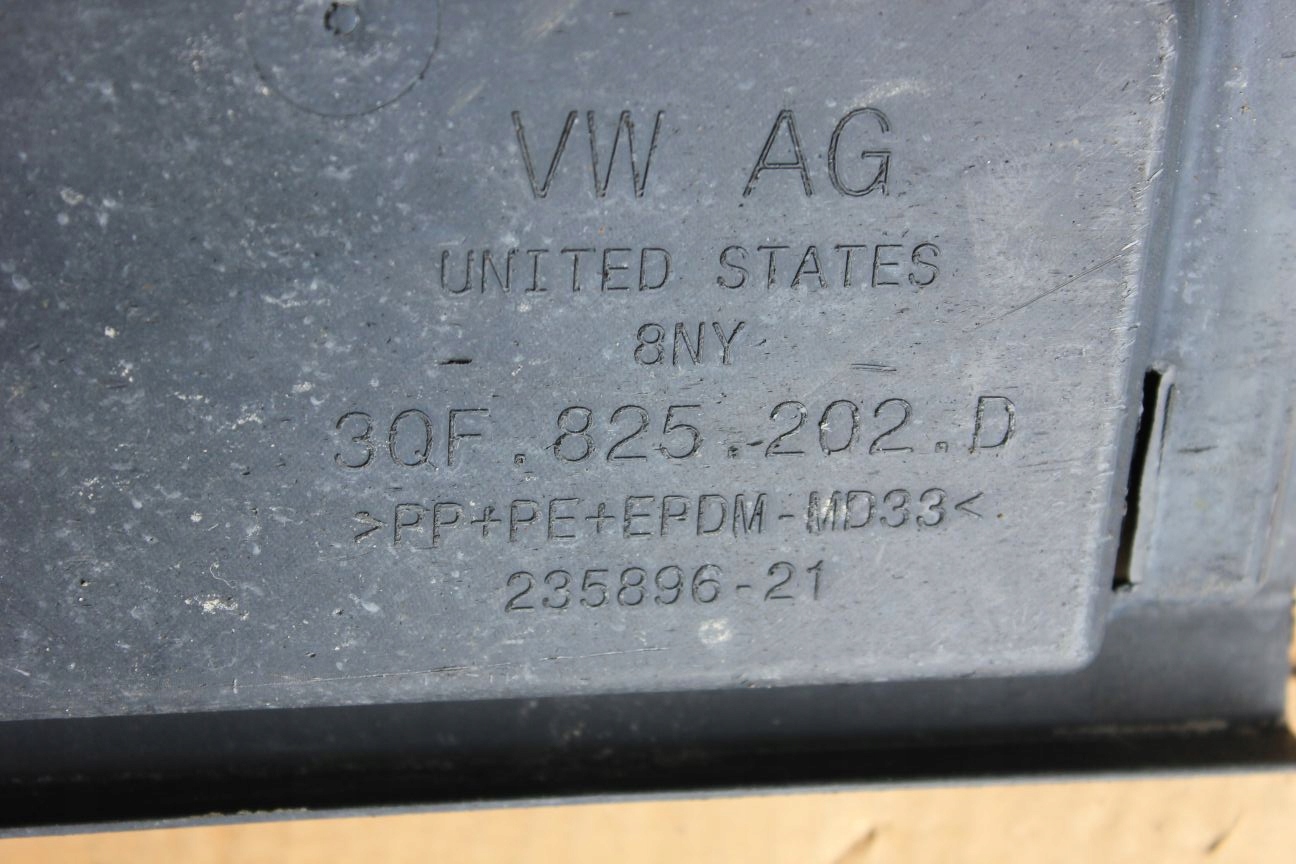 VW AG
UNITED STATES
8NY
3QF.825.202.D
>PP+PE+EPDM-MD33<
235896-21